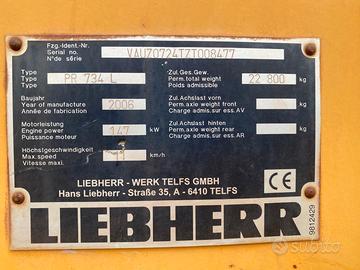 Fzg.-Ident.-Nr.
Serial no.
N° de série
VAUZ0724TZT008477
Type
Type
Type
PR 734 L
Zul. Ges. Gew.
Perm. total weight
Poids admissible
22 800 kg
Baujahr
Year of manufacture
Année de fabrication
2006
Zul. Achslast vorn
Perm. axle weight front
Charge adm. sur ess. AV
kg
Motorleistung
Engine power
Puissance moteur
147 kW
Zul. Achslast hinten
Perm. axle weight rear
Charge adm. sur ess. AR
kg
Höchstgeschwindigkeit
Max. speed
Vitesse maxi.
11 km/h
LIEBHERR - WERK TELFS GMBH
Hans Liebherr - Straße 35, A - 6410 TELFS
CE
LIEBHERR
9812429
subito